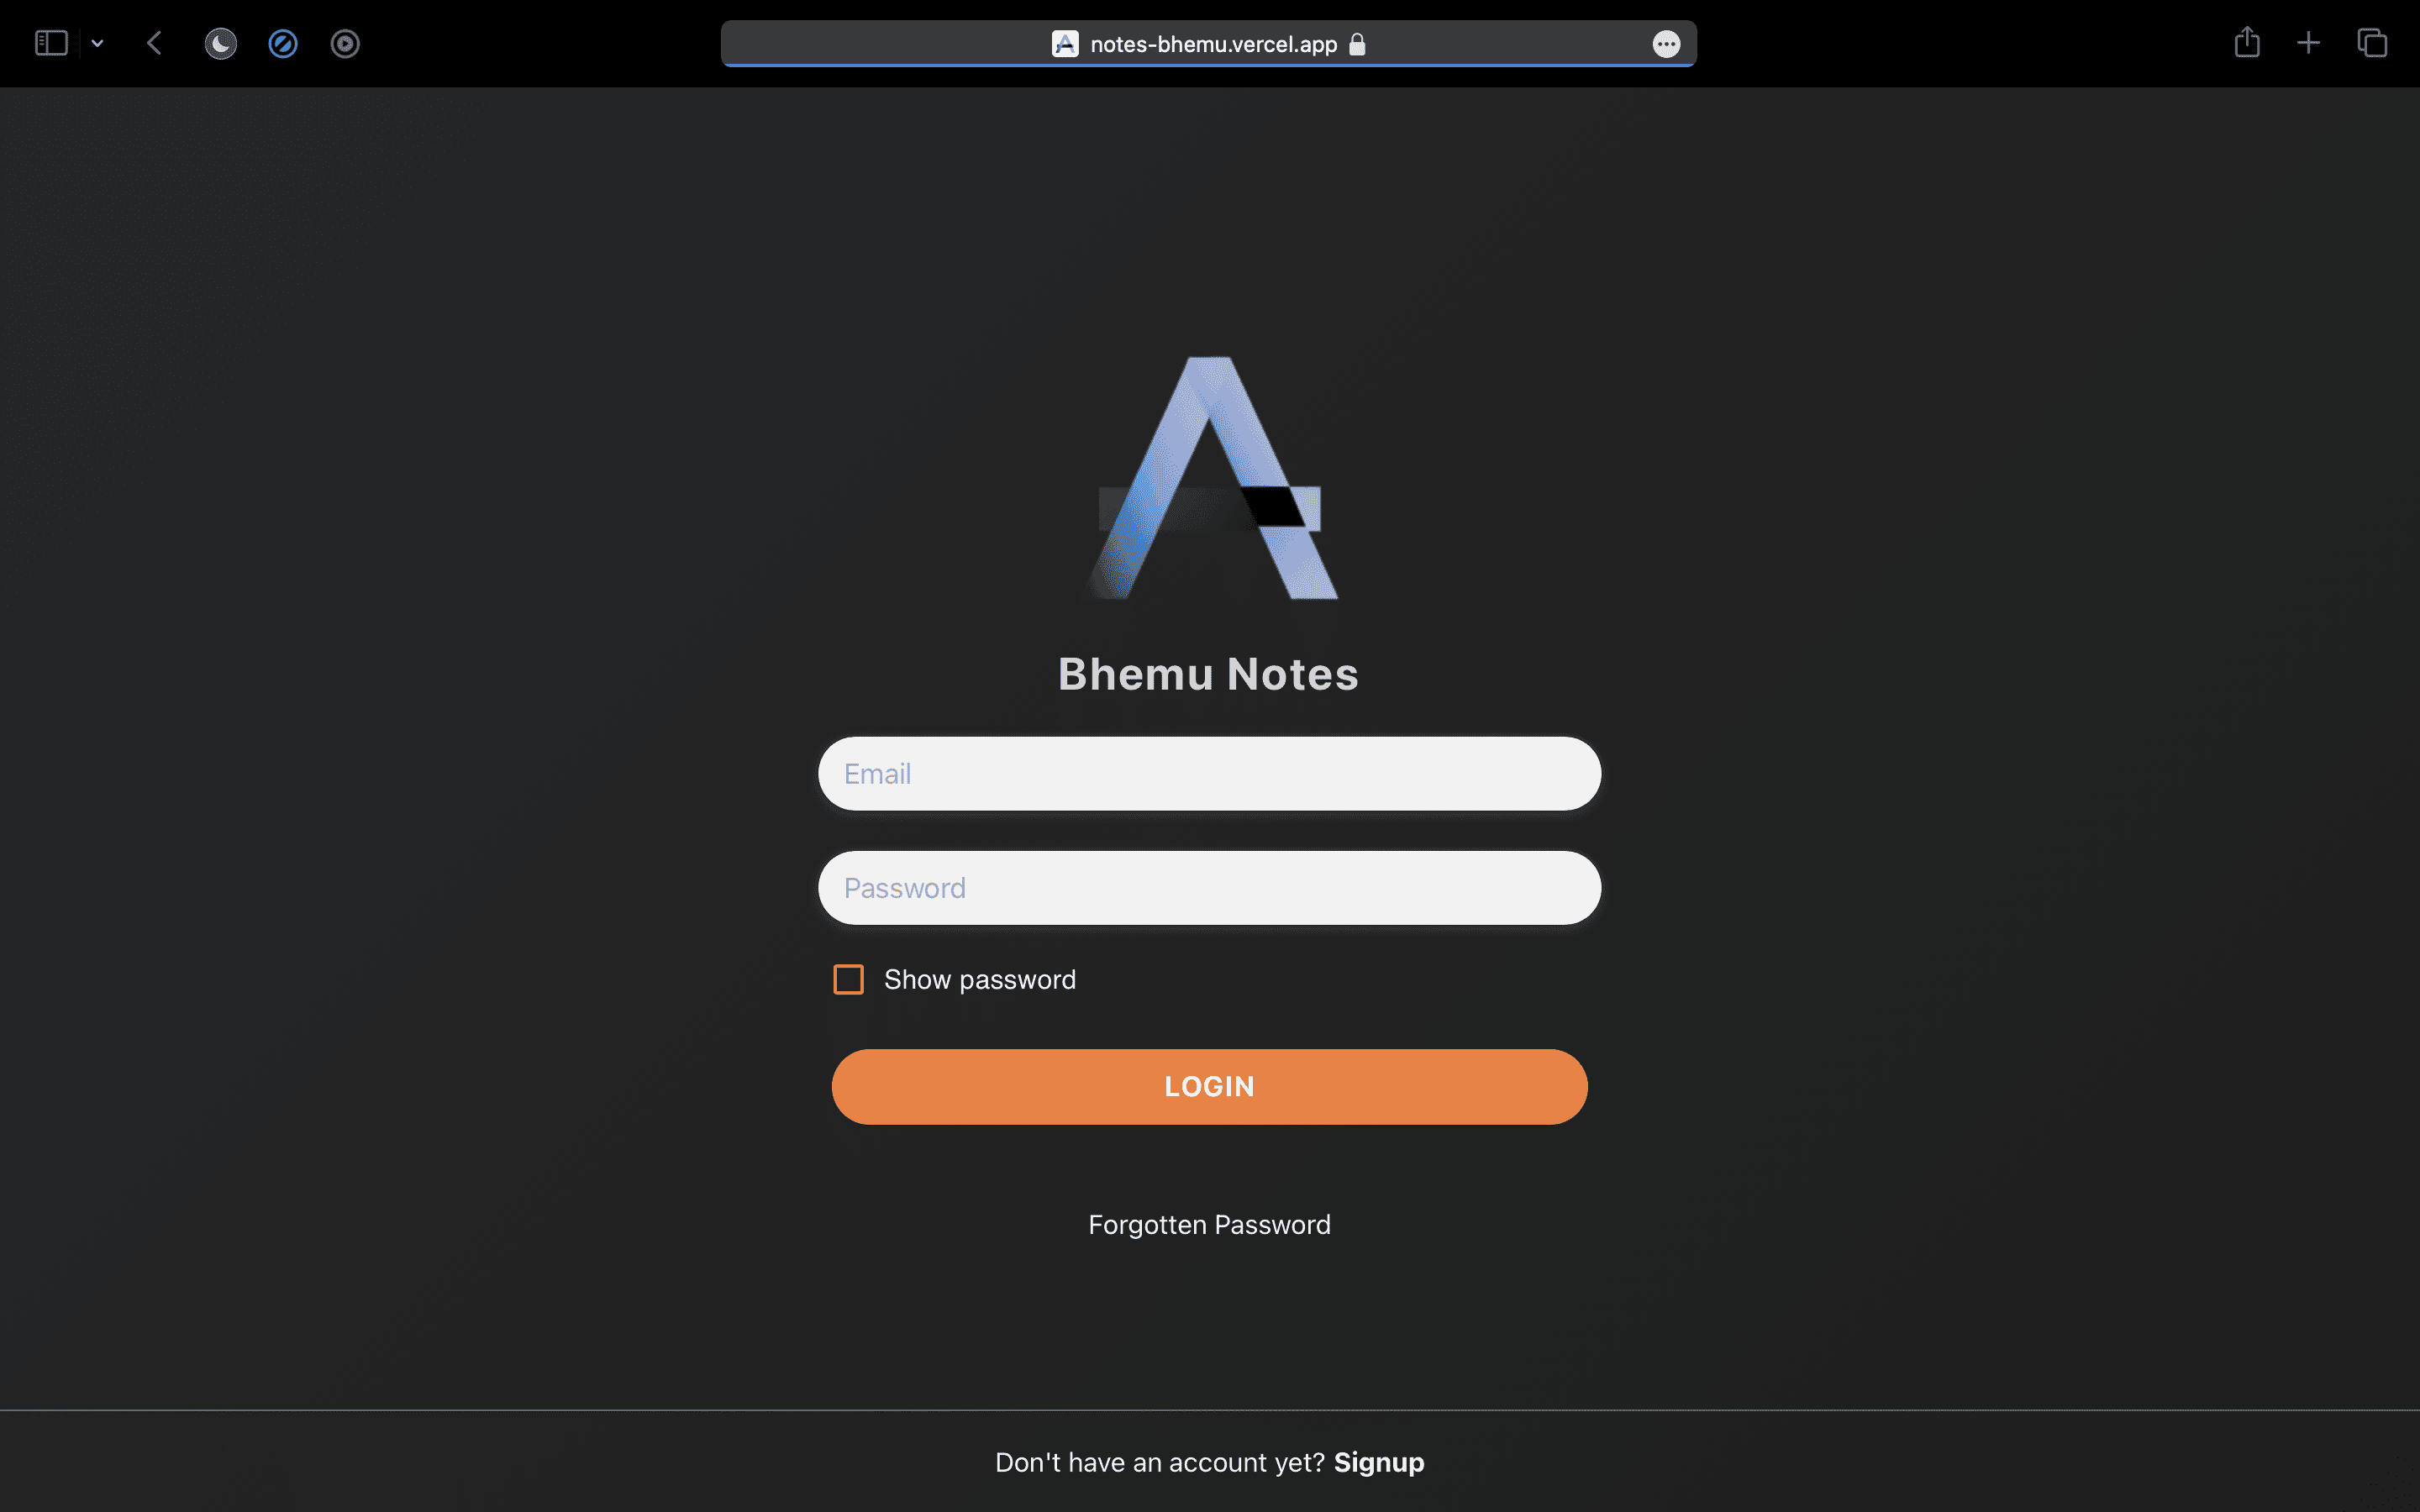 notes-bhemu.vercel.app
Bhemu Notes
Email
Password
Show password
LOGIN
Forgotten Password
Don't have an account yet? Signup